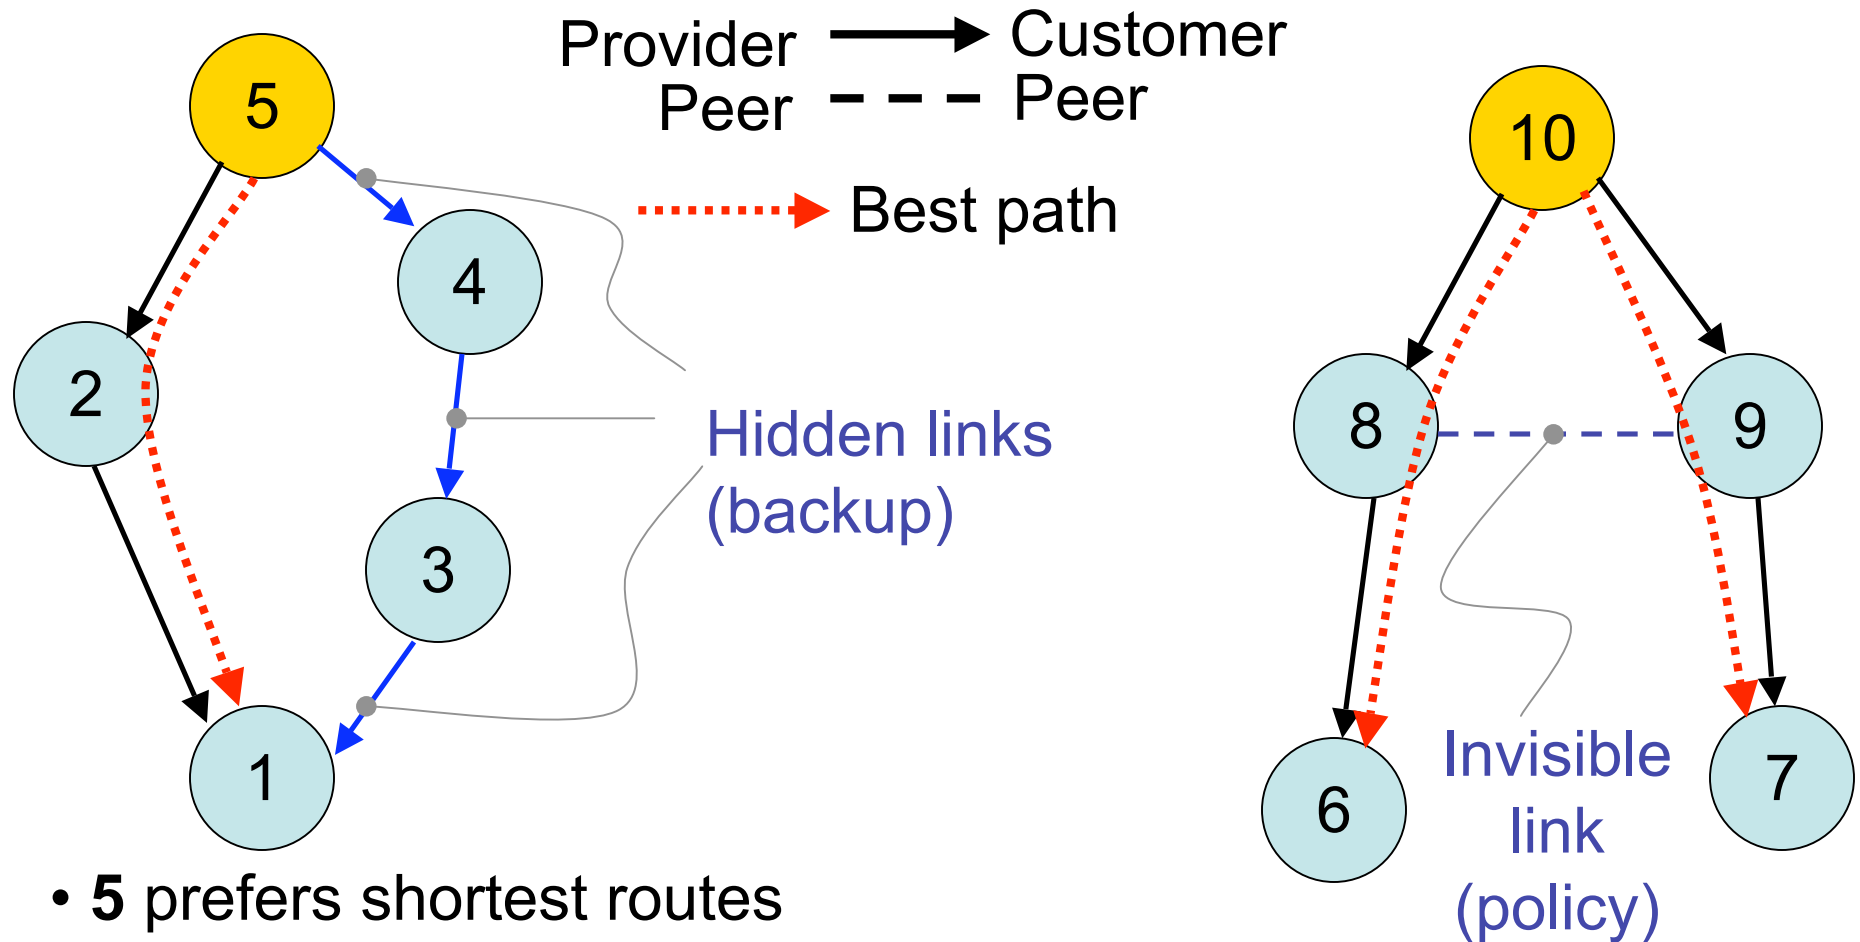 Provider Customer
Peer Peer
Best path
5
4
2
3
1
Hidden links
(backup)
10
8
9
6
7
Invisible
link
(policy)
• 5 prefers shortest routes